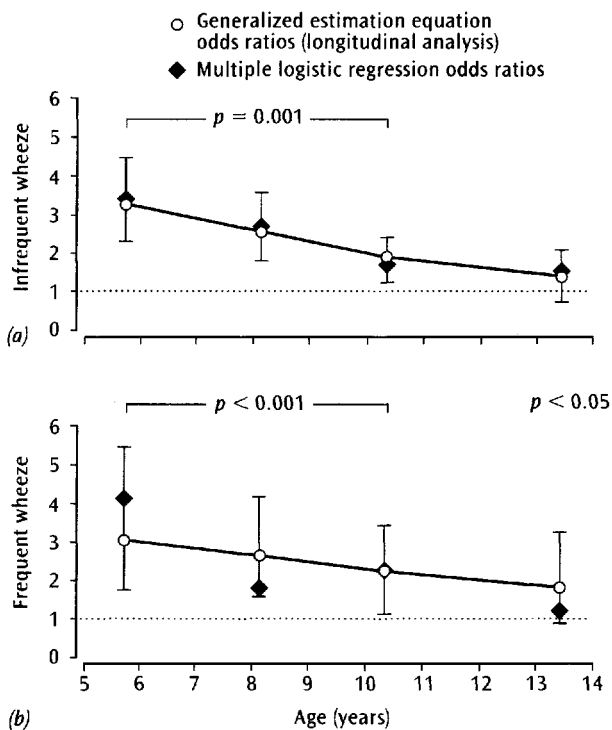 Generalized estimation equation
odds ratios (longitudinal analysis)
Multiple logistic regression odds ratios
6
5
4
3
2
1
0
Infrequent wheeze
p = 0.001
(a)
p < 0.001
p < 0.05
6
5
4
3
2
1
0
Frequent wheeze
5 6 7 8 9 10 11 12 13 14
(b)
Age (years)